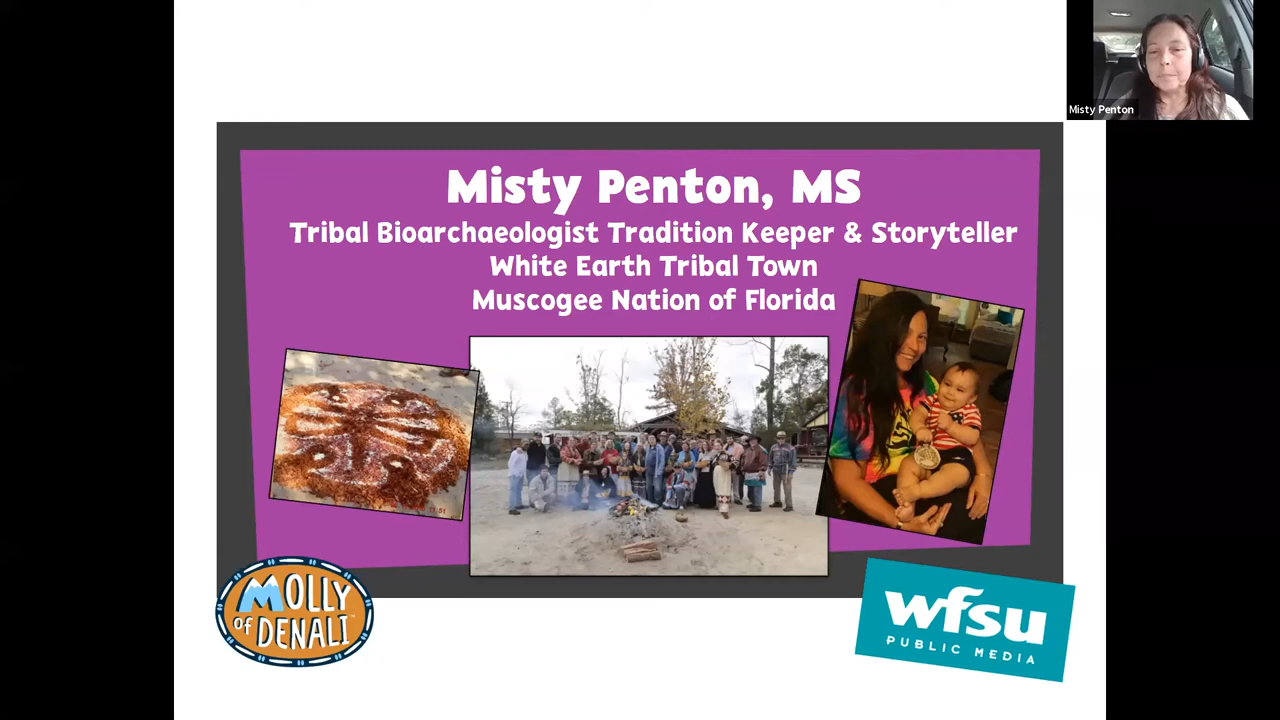 Misty Penton
Misty Penton, MS
Tribal Bioarchaeologist Tradition Keeper & Storyteller
White Earth Tribal Town
Muscogee Nation of Florida
MOLLY
of DENALI
wfsu
PUBLIC MEDIA